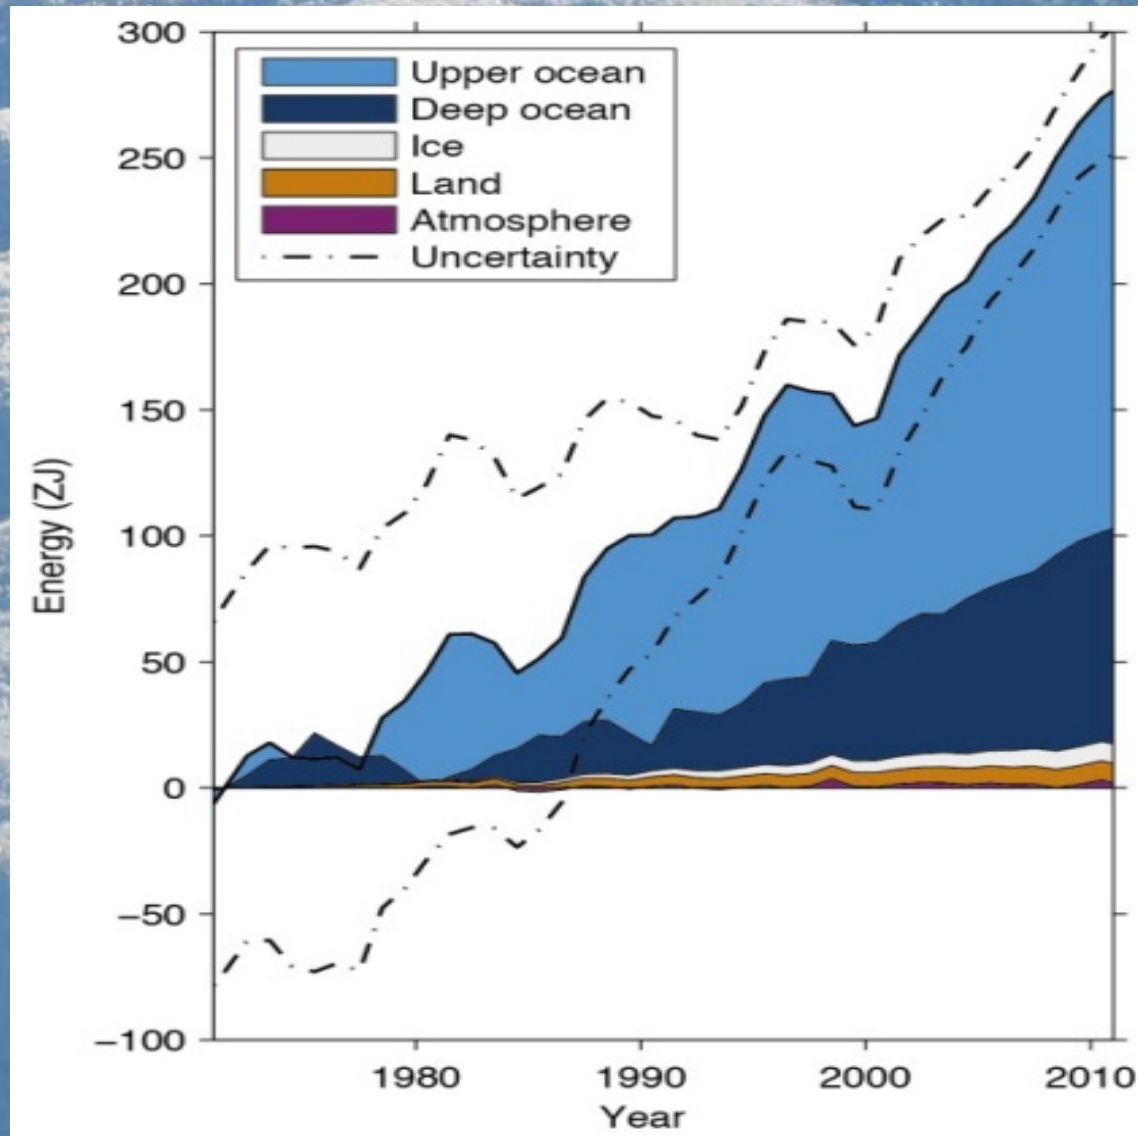 300
250
200
150
100
50
0
−50
−100
Energy (ZJ)
Upper ocean
Deep ocean
Ice
Land
Atmosphere
Uncertainty
1980 1990 2000 2010
Year